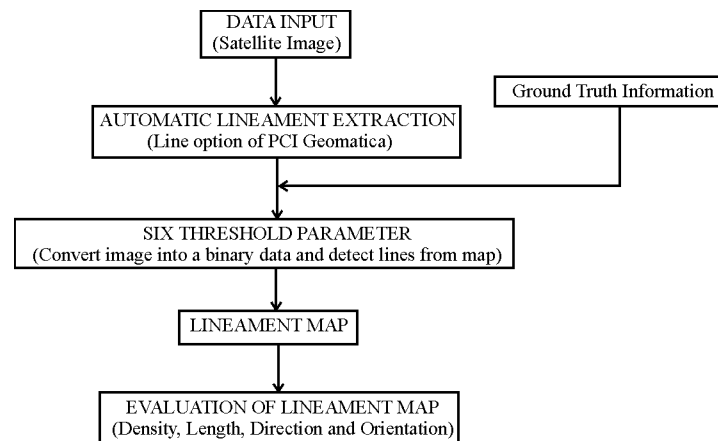 DATA INPUT
(Satellite Image)
Ground Truth Information
AUTOMATIC LINEAMENT EXTRACTION
(Line option of PCI Geomatica)
SIX THRESHOLD PARAMETER
(Convert image into a binary data and detect lines from map)
LINEAMENT MAP
EVALUATION OF LINEAMENT MAP
(Density, Length, Direction and Orientation)